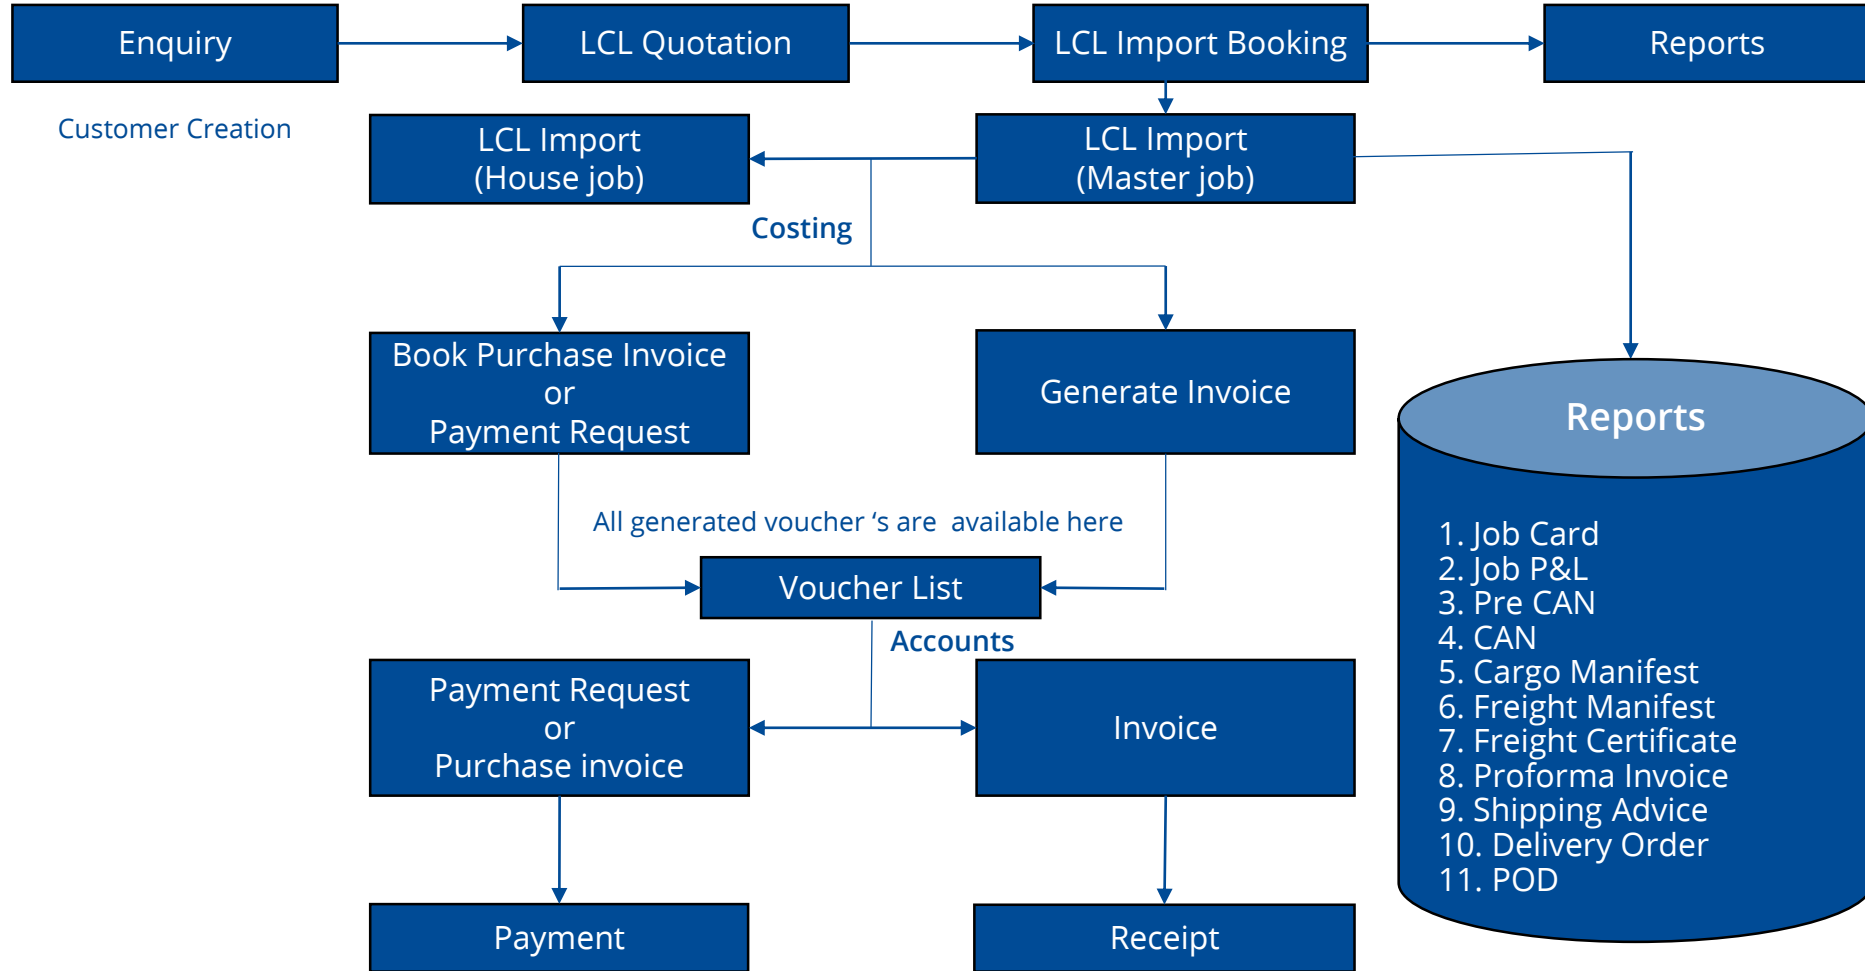 Enquiry
LCL Quotation
LCL Import Booking
Reports
Customer Creation
LCL Import
(House job)
LCL Import
(Master job)
Costing
Book Purchase Invoice
or
Payment Request
Generate Invoice
Reports
1. Job Card
2. Job P&L
3. Pre CAN
4. CAN
5. Cargo Manifest
6. Freight Manifest
7. Freight Certificate
8. Proforma Invoice
9. Shipping Advice
10. Delivery Order
11. POD
All generated voucher ‘s are  available here
Voucher List
Accounts
Payment Request
or
Purchase invoice
Invoice
Payment
Receipt